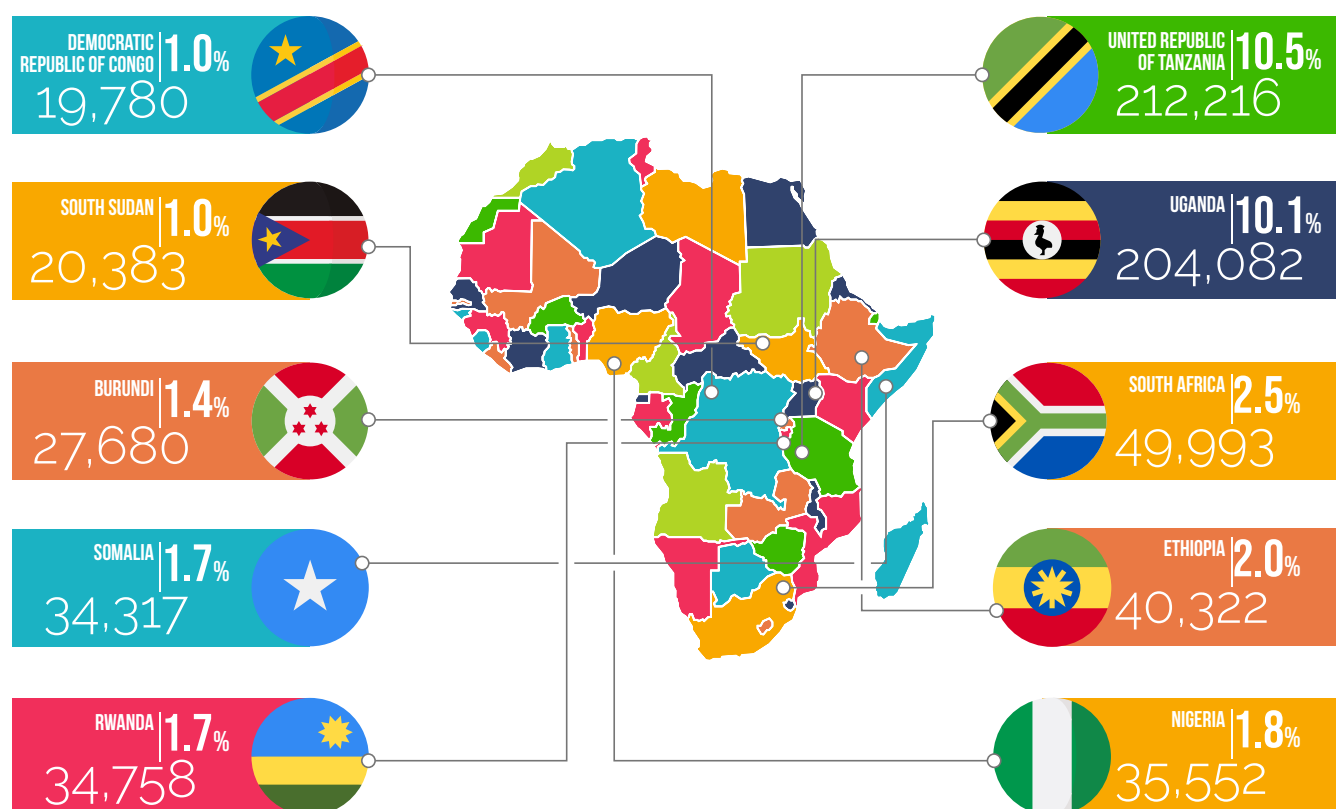 DEMOCRATIC
REPUBLIC OF CONGO 1.0%
19,780
SOUTH SUDAN 1.0%
20,383
BURUNDI 1.4%
27,680
SOMALIA 1.7%
34,317
RWANDA 1.7%
34,758
UNITED REPUBLIC
OF TANZANIA 10.5%
212,216
UGANDA 10.1%
204,082
SOUTH AFRICA 2.5%
49,993
ETHIOPIA 2.0%
40,322
NIGERIA 1.8%
35,552